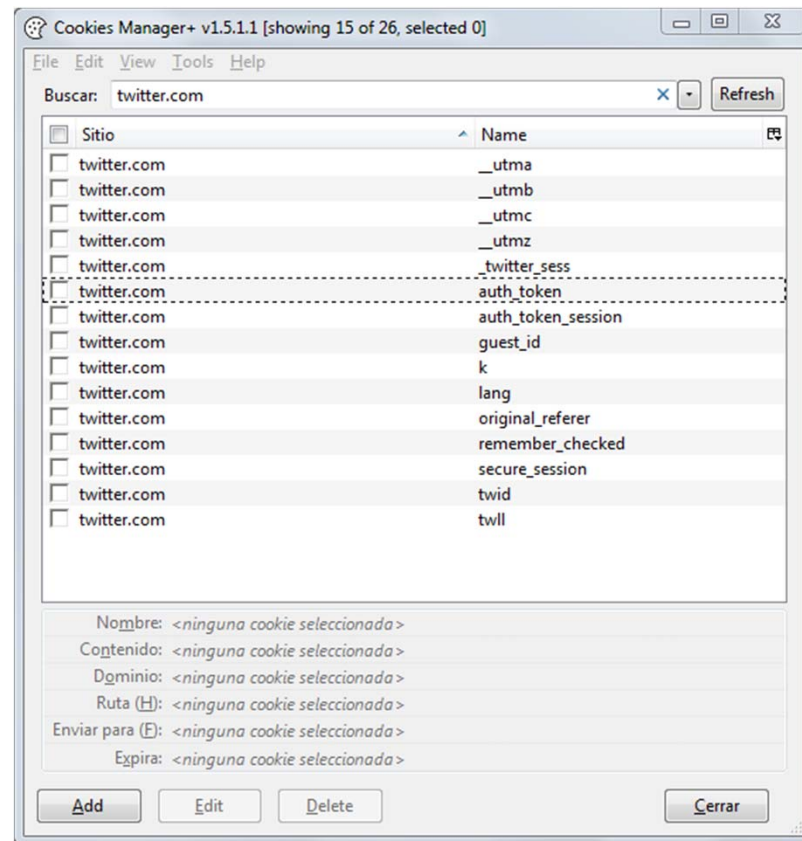 Cookies Manager+ v1.5.1.1 [showing 15 of 26, selected 0]
File Edit View Tools Help
Buscar: twitter.com Refresh
Sitio Name
twitter.com __utma
twitter.com __utmb
twitter.com __utmc
twitter.com __utmz
twitter.com _twitter_sess
twitter.com auth_token
twitter.com auth_token_session
twitter.com guest_id
twitter.com k
twitter.com lang
twitter.com original_referer
twitter.com remember_checked
twitter.com secure_session
twitter.com twid
twitter.com twll
Nombre: <ninguna cookie seleccionada>
Contenido: <ninguna cookie seleccionada>
Dominio: <ninguna cookie seleccionada>
Ruta (H): <ninguna cookie seleccionada>
Enviar para (F): <ninguna cookie seleccionada>
Expira: <ninguna cookie seleccionada>
Add Edit Delete Cerrar